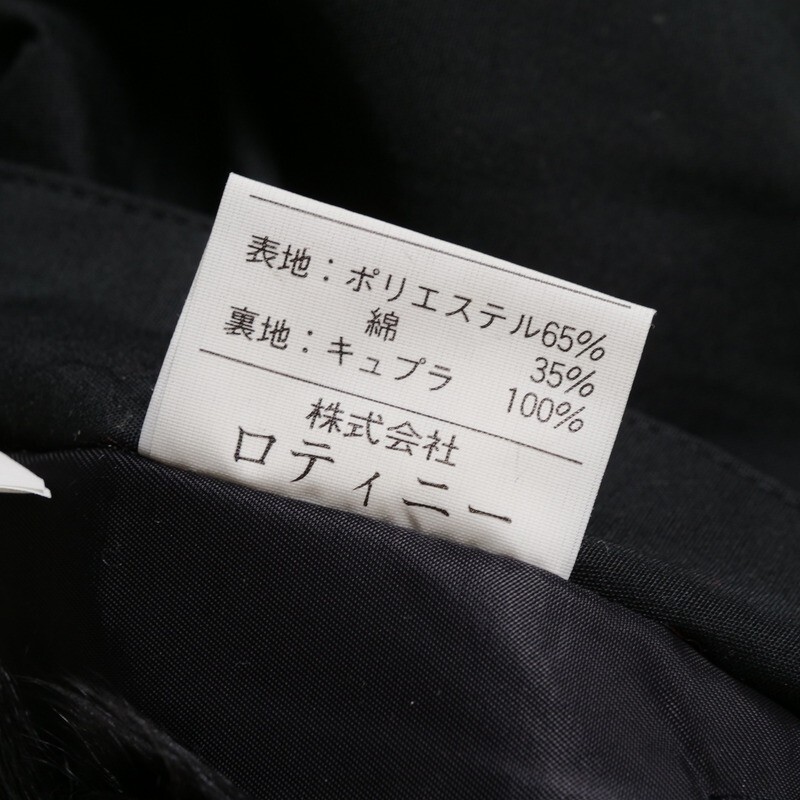 表地：ポリエステル65%
綿 35%
裏地：キュプラ 100%
株式会社
ロティニー